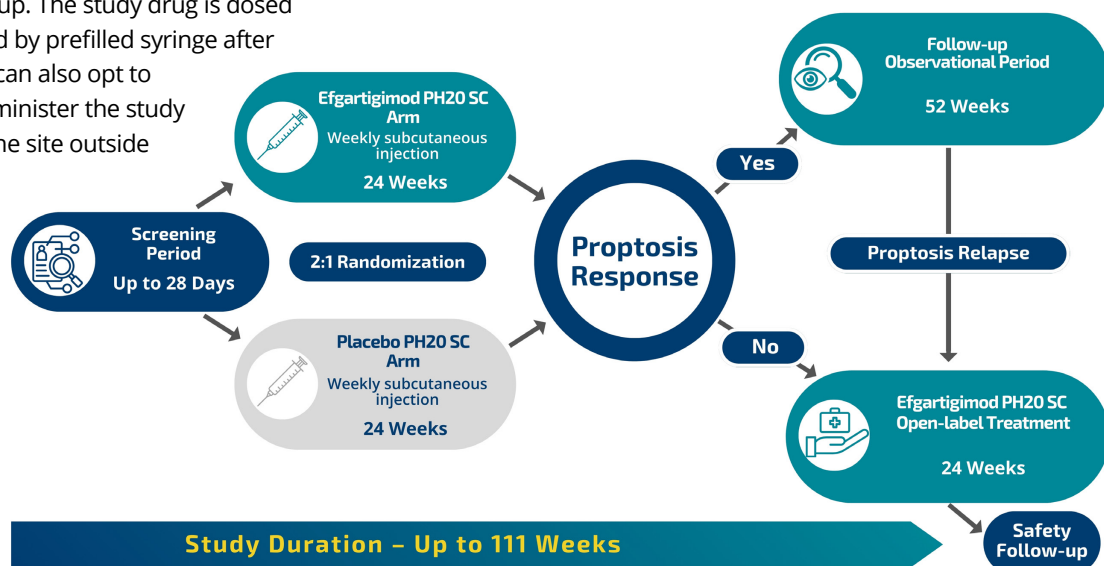 up. The study drug is dosed
d by prefilled syringe after
can also opt to
minister the study
ne site outside
Screening
Period
Up to 28 Days
Efgartigimod PH20 SC
Arm
Weekly subcutaneous
injection
24 Weeks
2:1 Randomization
Placebo PH20 SC
Arm
Weekly subcutaneous
injection
24 Weeks
Proptosis
Response
Yes
Follow-up
Observational Period
52 Weeks
Proptosis Relapse
No
Efgartigimod PH20 SC
Open-label Treatment
24 Weeks
Safety
Follow-up
Study Duration – Up to 111 Weeks